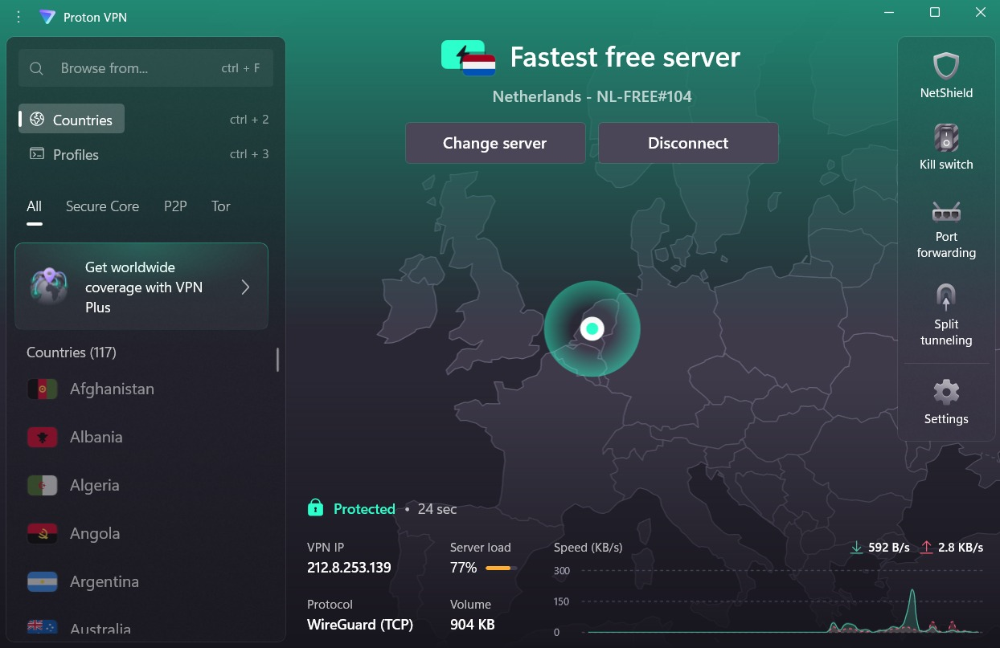 Proton VPN
Browse from...
ctrl + F
Countries
ctrl + 2
Profiles
ctrl + 3
All
Secure Core
P2P
Tor
Get worldwide
coverage with VPN
Plus
Countries (117)
Afghanistan
Albania
Algeria
Angola
Argentina
Australia
Fastest free server
Netherlands - NL-FREE#104
Change server
Disconnect
Protected • 24 sec
VPN IP
212.8.253.139
Server load
77%
Protocol
WireGuard (TCP)
Volume
904 KB
Speed (KB/s)
592 B/s
2.8 KB/s
300
150
0
NetShield
Kill switch
Port
forwarding
Split
tunneling
Settings